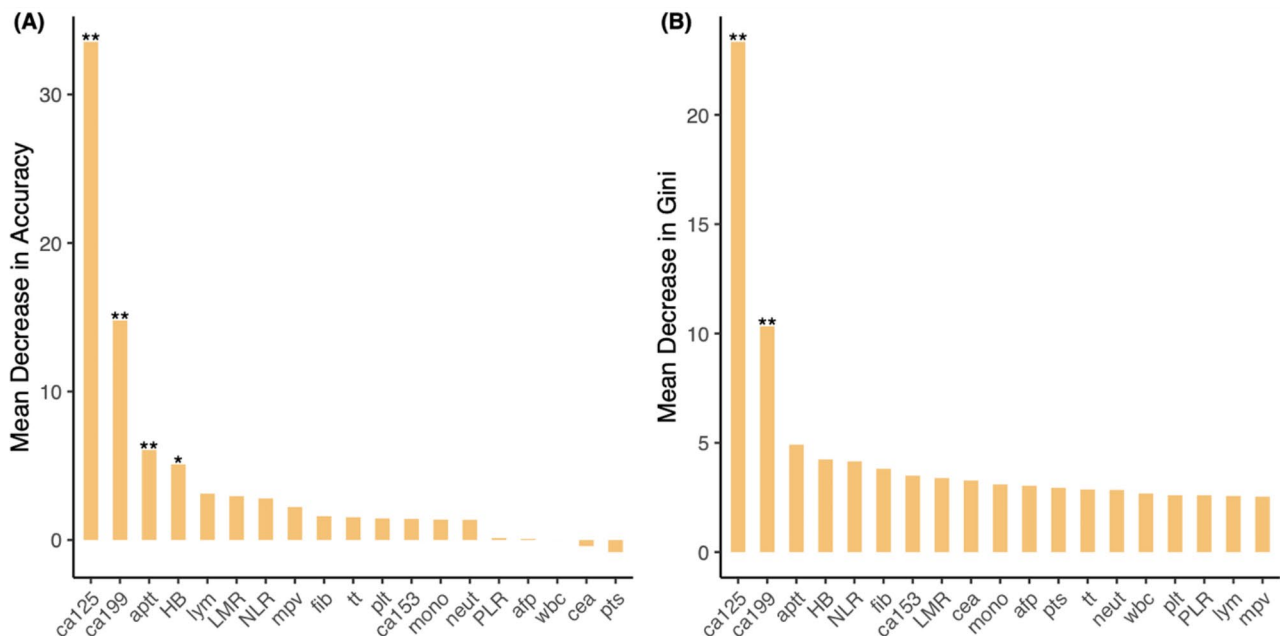 (A)
Mean Decrease in Accuracy
30
20
10
0
**
**
**
*
ca125
ca199
aptt
HB
lym
LMR
NLR
mpv
fib
tt
plt
ca153
mono
neut
PLR
afp
wbc
cea
pts
(B)
Mean Decrease in Gini
20
15
10
5
0
**
**
ca125
ca199
aptt
HB
NLR
fib
ca153
LMR
cea
mono
afp
pts
tt
neut
wbc
plt
PLR
lym
mpv